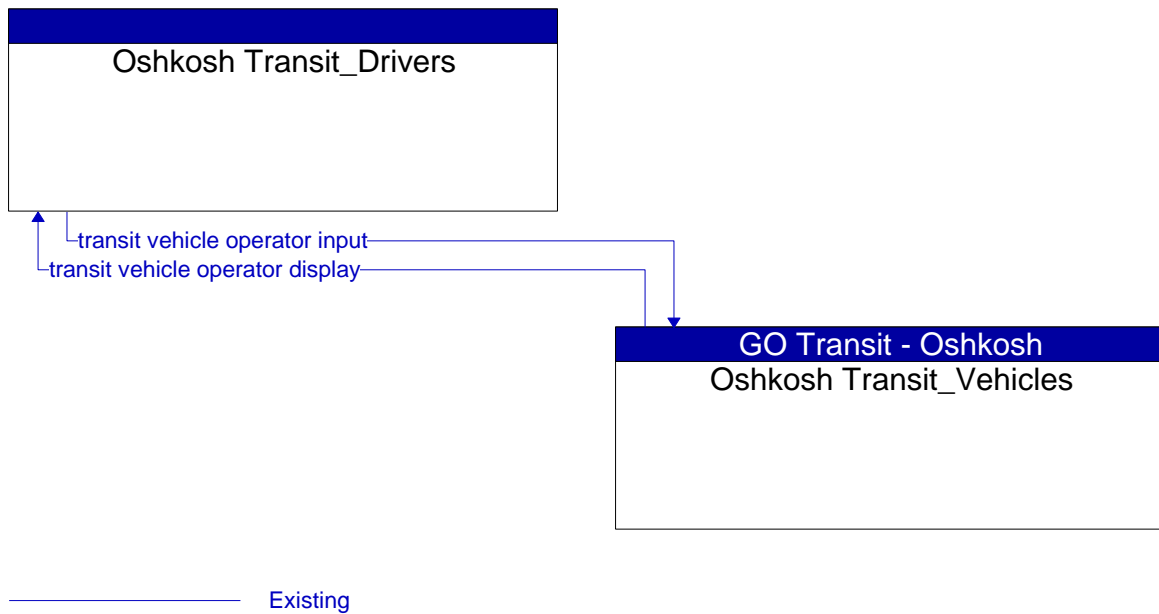 Oshkosh Transit_Drivers
transit vehicle operator input
transit vehicle operator display
GO Transit - Oshkosh
Oshkosh Transit_Vehicles
Existing